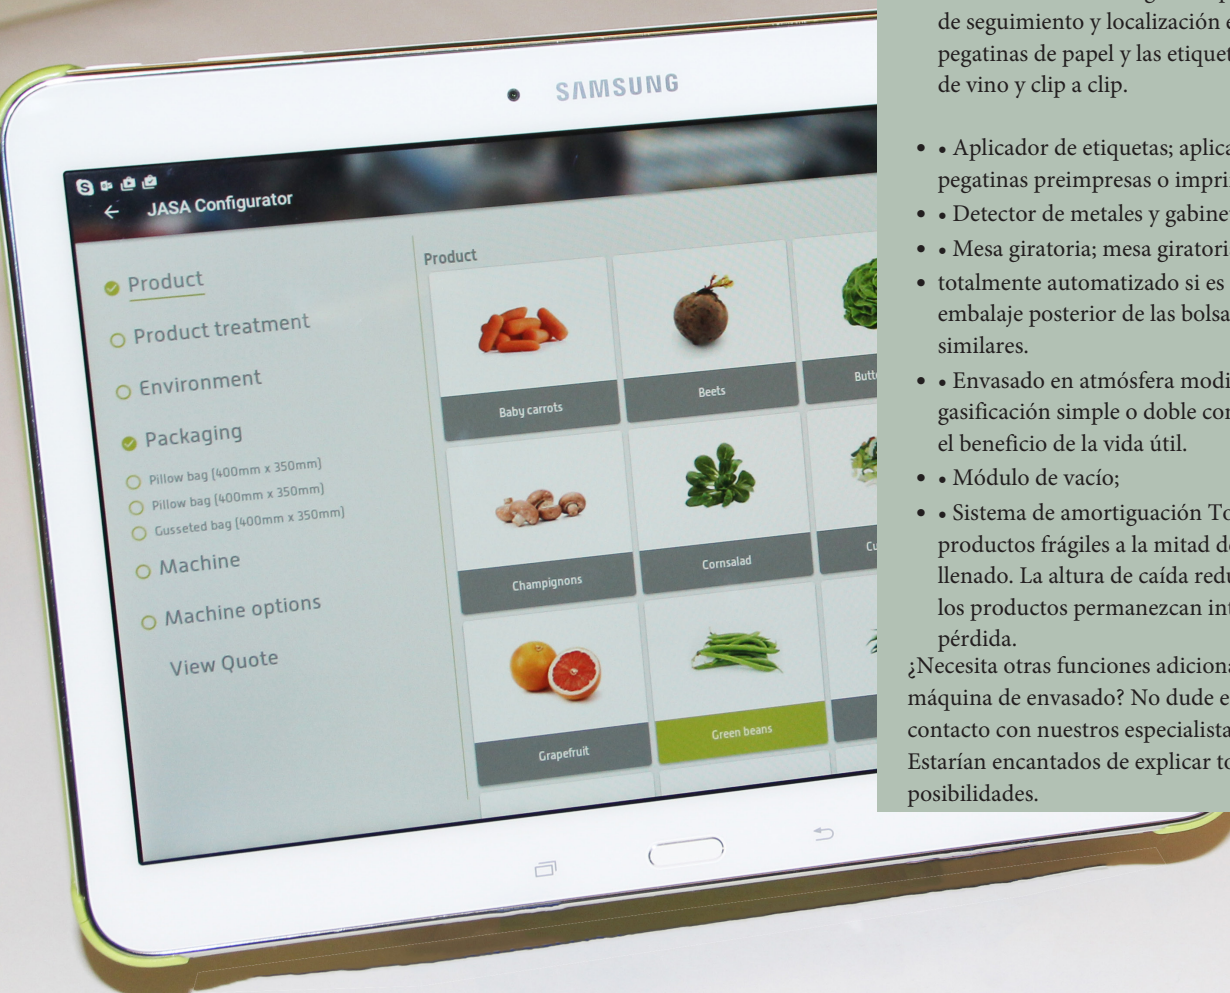 SAMSUNG
JASA Configurator
Product
Product treatment
Environment
Packaging
Pillow bag (400mm x 350mm)
Pillow bag (400mm x 350mm)
Gusseted bag (400mm x 350mm)
Machine
Machine options
View Quote
Product
Baby carrots
Beets
Butt
Champignons
Cornsalad
Cu
Grapefruit
Green beans
de seguimiento y localización e
pegatinas de papel y las etiquet
de vino y clip a clip.
• • Aplicador de etiquetas; aplica
pegatinas preimpresas o impri
• • Detector de metales y gabine
• • Mesa giratoria; mesa giratori
• totalmente automatizado si es
embalaje posterior de las bolsa
similares.
• • Envasado en atmósfera modi
gasificación simple o doble con
el beneficio de la vida útil.
• • Módulo de vacío;
• • Sistema de amortiguación To
productos frágiles a la mitad de
llenado. La altura de caída redu
los productos permanezcan int
pérdida.
¿Necesita otras funciones adiciona
máquina de envasado? No dude e
contacto con nuestros especialista
Estarían encantados de explicar to
posibilidades.